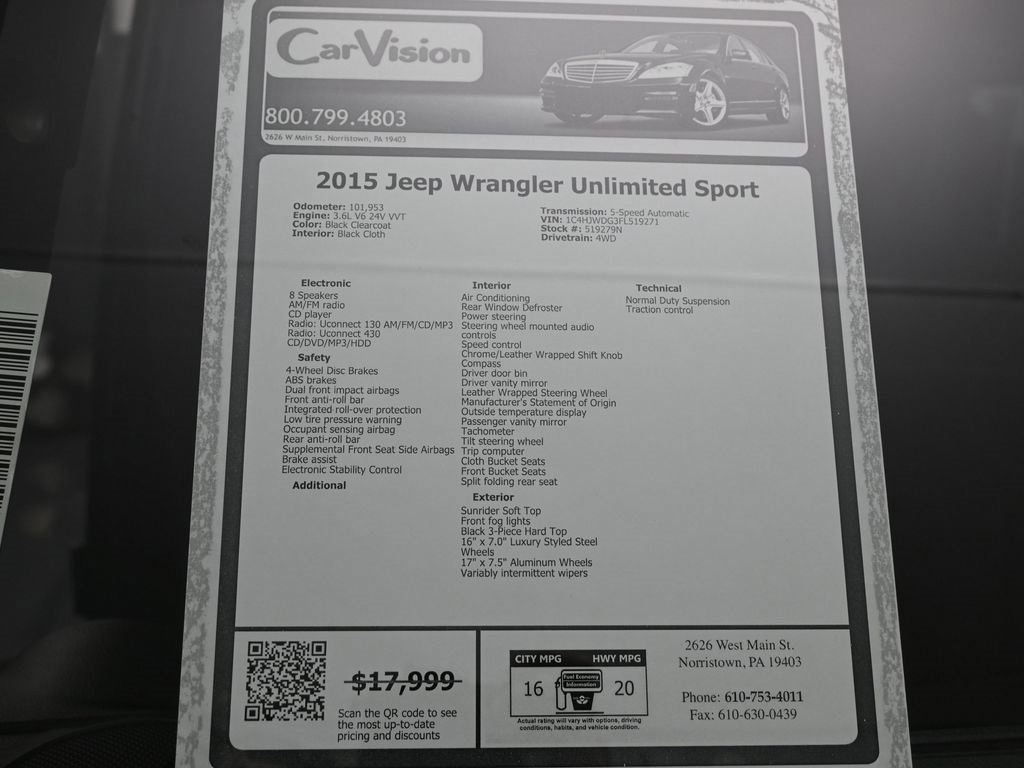 CarVision
800.799.4803
2626 W Main St, Norristown, PA 19403
2015 Jeep Wrangler Unlimited Sport
Odometer: 101,953
Engine: 3.6L V6 24V VVT
Color: Black Clearcoat
Interior: Black Cloth
Transmission: 5-Speed Automatic
VIN: 1C4HJWDG3FL519271
Stock #: 519279N
Drivetrain: 4WD
Electronic
8 Speakers
AM/FM radio
CD player
Radio: Uconnect 130 AM/FM/CD/MP3
Radio: Uconnect 430
CD/DVD/MP3/HDD
Safety
4-Wheel Disc Brakes
ABS brakes
Dual front impact airbags
Front anti-roll bar
Integrated roll-over protection
Low tire pressure warning
Occupant sensing airbag
Rear anti-roll bar
Supplemental Front Seat Side Airbags
Brake assist
Electronic Stability Control
Additional
Interior
Air Conditioning
Rear Window Defroster
Power steering
Steering wheel mounted audio
controls
Speed control
Chrome/Leather Wrapped Shift Knob
Compass
Driver door bin
Driver vanity mirror
Leather Wrapped Steering Wheel
Manufacturer's Statement of Origin
Outside temperature display
Passenger vanity mirror
Tachometer
Tilt steering wheel
Trip computer
Cloth Bucket Seats
Front Bucket Seats
Split folding rear seat
Exterior
Sunrider Soft Top
Front fog lights
Black 3-Piece Hard Top
16" x 7.0" Luxury Styled Steel
Wheels
17" x 7.5" Aluminum Wheels
Variably intermittent wipers
Technical
Normal Duty Suspension
Traction control
$17,999
Scan the QR code to see
the most up-to-date
pricing and discounts
CITY MPG HWY MPG
Fuel Economy
Information
16 20
Actual rating will vary with options, driving
conditions, habits, and vehicle condition.
2626 West Main St.
Norristown, PA 19403
Phone: 610-753-4011
Fax: 610-630-0439